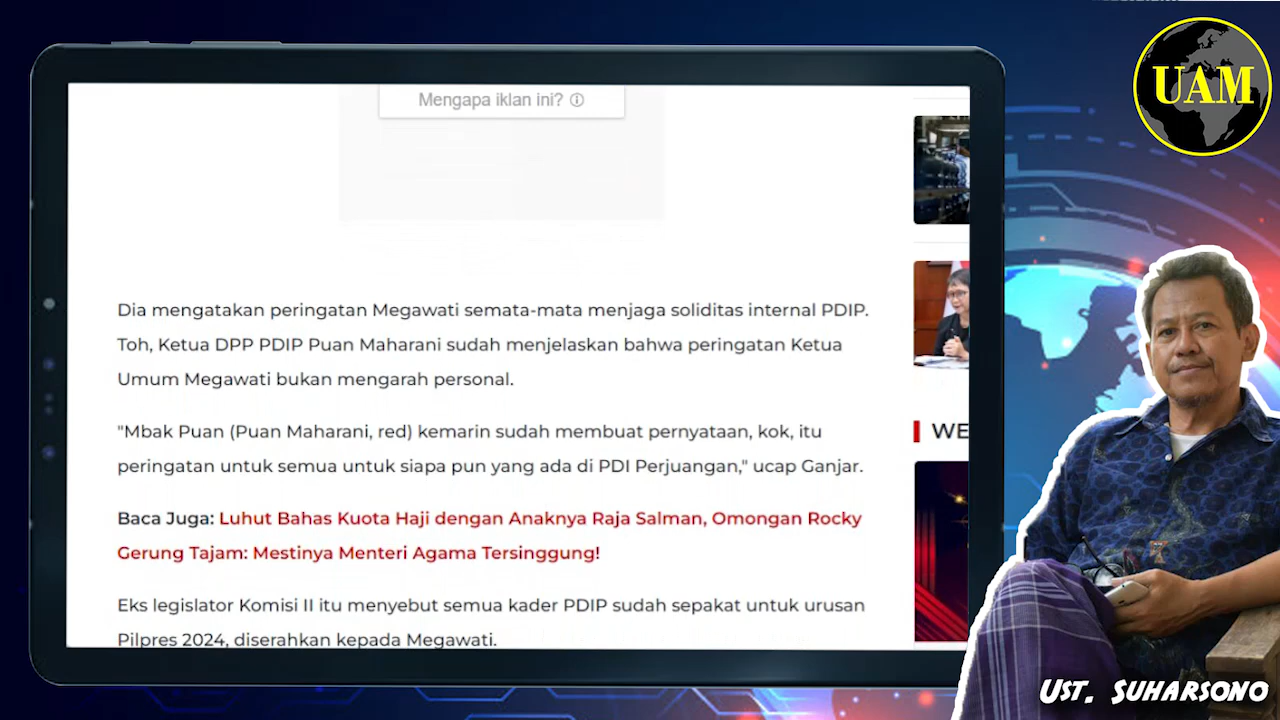 UAM
Mengapa iklan ini?
Dia mengatakan peringatan Megawati semata-mata menjaga soliditas internal PDIP.
Toh, Ketua DPP PDIP Puan Maharani sudah menjelaskan bahwa peringatan Ketua
Umum Megawati bukan mengarah personal.
"Mbak Puan (Puan Maharani, red) kemarin sudah membuat pernyataan, kok, itu
peringatan untuk semua untuk siapa pun yang ada di PDI Perjuangan," ucap Ganjar.
Baca Juga: Luhut Bahas Kuota Haji dengan Anaknya Raja Salman, Omongan Rocky
Gerung Tajam: Mestinya Menteri Agama Tersinggung!
Eks legislator Komisi II itu menyebut semua kader PDIP sudah sepakat untuk urusan
Pilpres 2024, diserahkan kepada Megawati.
WE
Ust. Suharsono